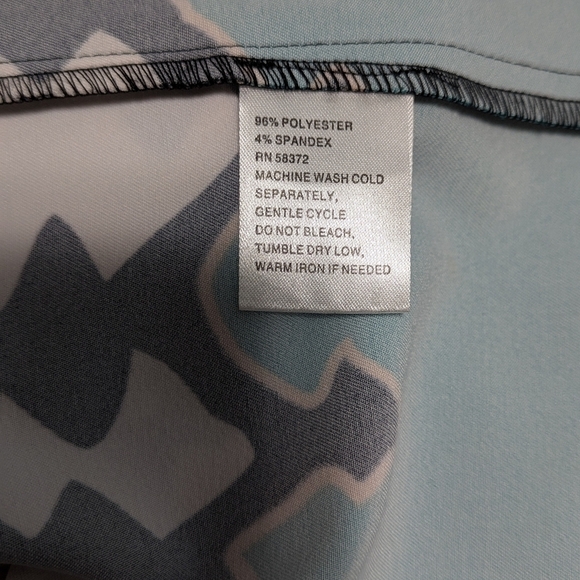 96% POLYESTER
4% SPANDEX
RN 58372
MACHINE WASH COLD
SEPARATELY,
GENTLE CYCLE
DO NOT BLEACH,
TUMBLE DRY LOW,
WARM IRON IF NEEDED